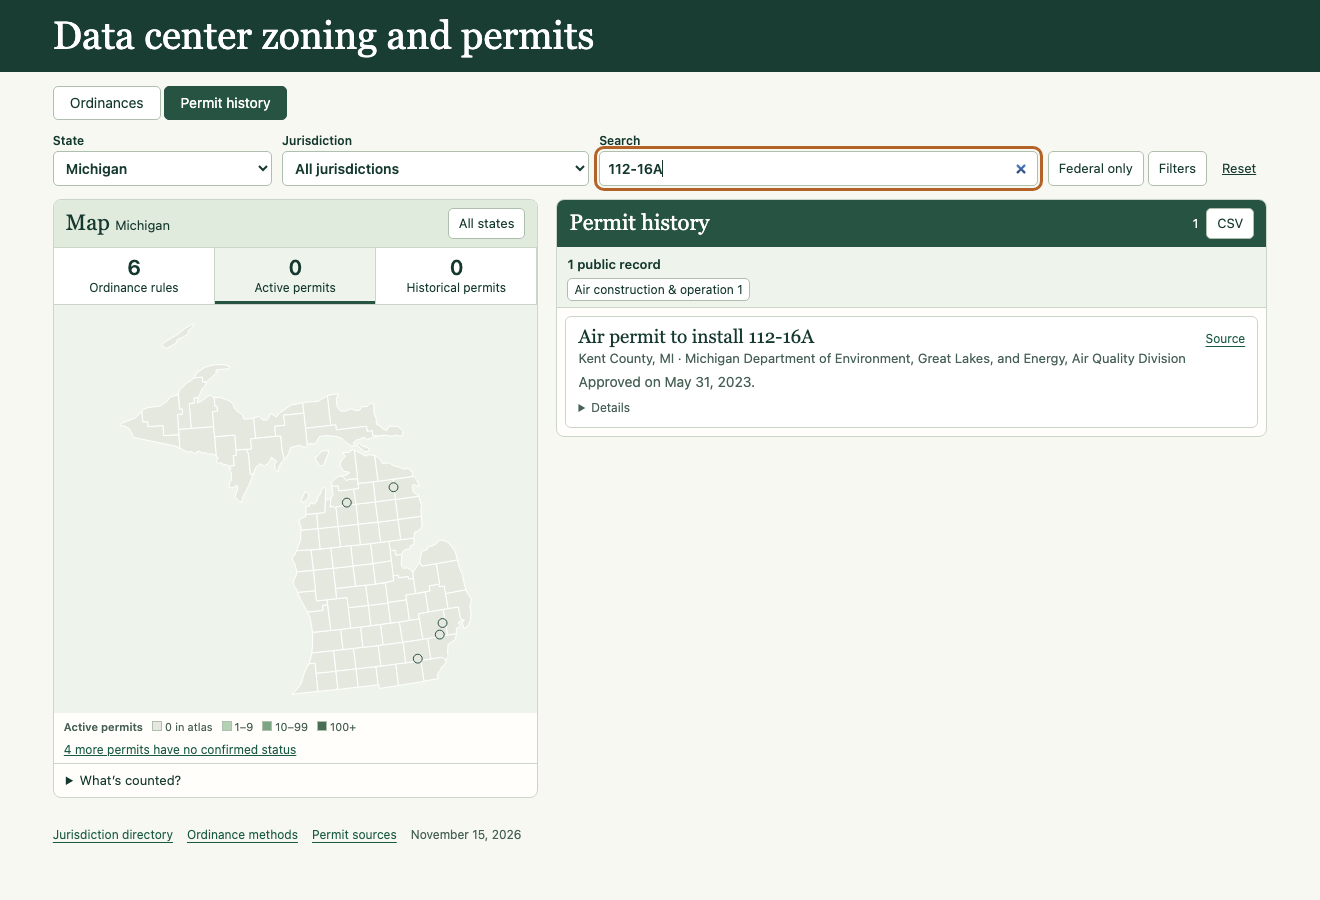 Data center zoning and permits
Ordinances
Permit history
State
Jurisdiction
Search
Michigan
All jurisdictions
112-16A
Federal only
Filters
Reset
Map Michigan
All states
6
Ordinance rules
0
Active permits
0
Historical permits
Active permits 0 in atlas 1–9 10–99 100+
4 more permits have no confirmed status
What's counted?
Permit history
1
CSV
1 public record
Air construction & operation 1
Air permit to install 112-16A
Source
Kent County, MI · Michigan Department of Environment, Great Lakes, and Energy, Air Quality Division
Approved on May 31, 2023.
Details
Jurisdiction directory Ordinance methods Permit sources November 15, 2026